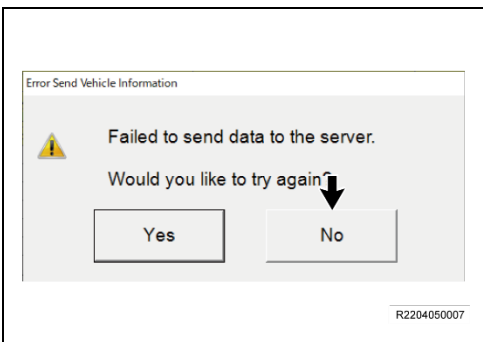 Error Send Vehicle Information
Failed to send data to the server.
Would you like to try again?
Yes
No
R2204050007